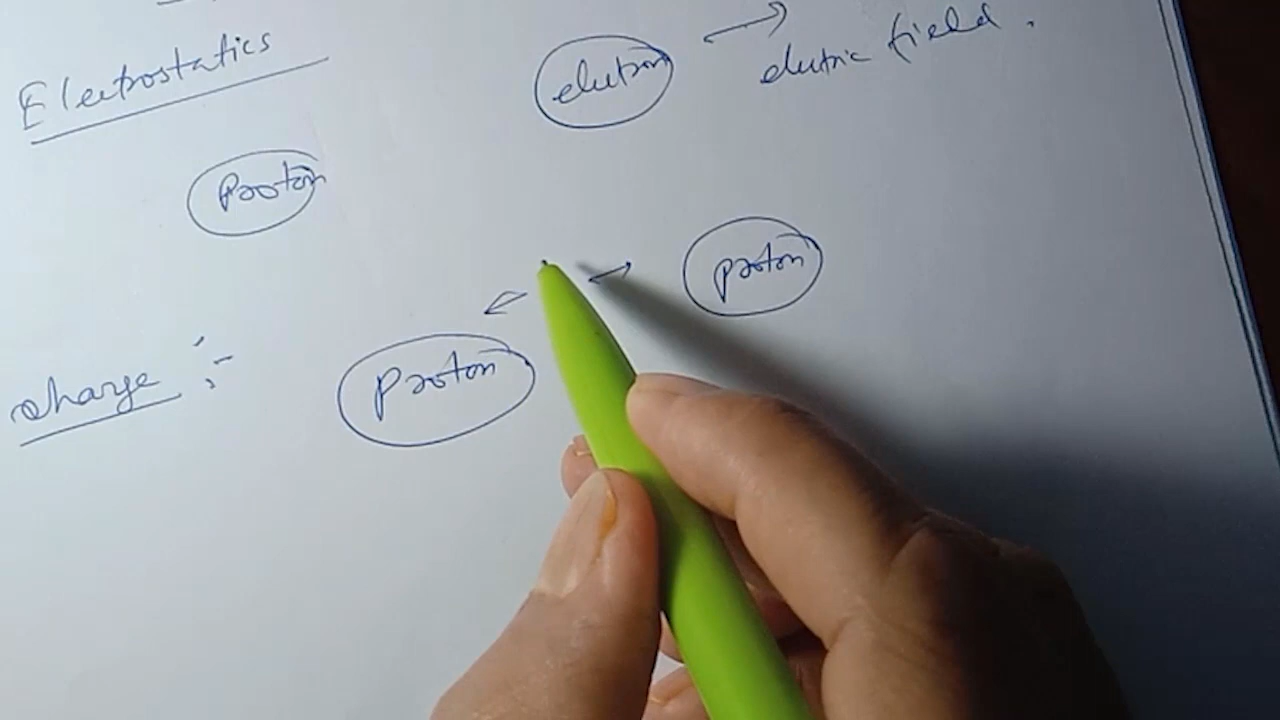 Electrostatics
electron
electric field.
proton
proton
charge :-
proton